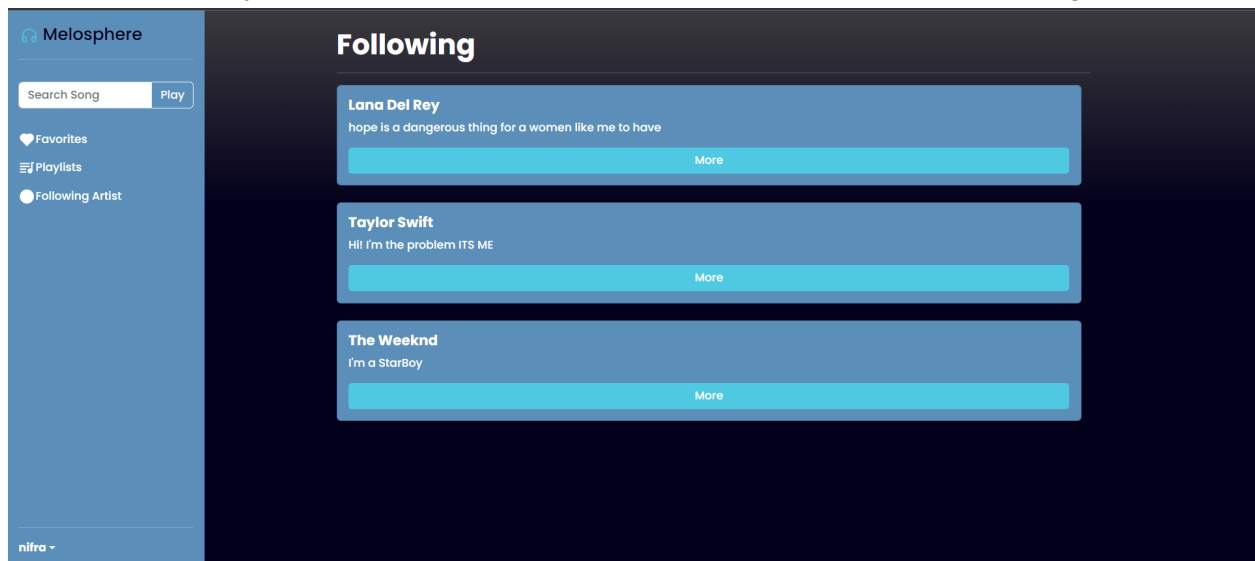 Melosphere
Search Song Play
Favorites
Playlists
Following Artist
nifra
Following
Lana Del Rey
hope is a dangerous thing for a women like me to have
More
Taylor Swift
Hi! I'm the problem ITS ME
More
The Weeknd
I'm a StarBoy
More